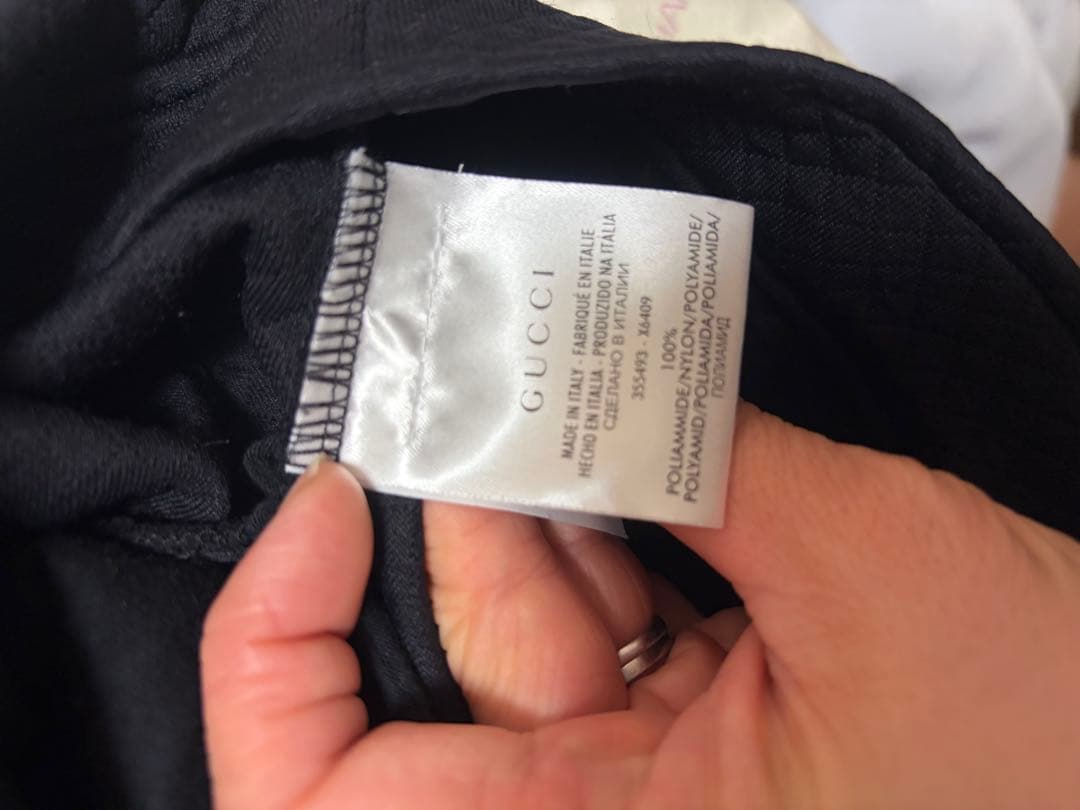 GUCCI
MADE IN ITALY - FABRIQUÉ EN ITALIE
HECHO EN ITALIA - PRODUZIDO NA ITÁLIA
СДЕЛАНО В ИТАЛИИ
355493 - X6409
100%
POLIAMMIDE/NYLON/POLYAMIDE/
POLYAMID/POLIAMIDA/POLIAMIDA/
ПОЛИАМИД